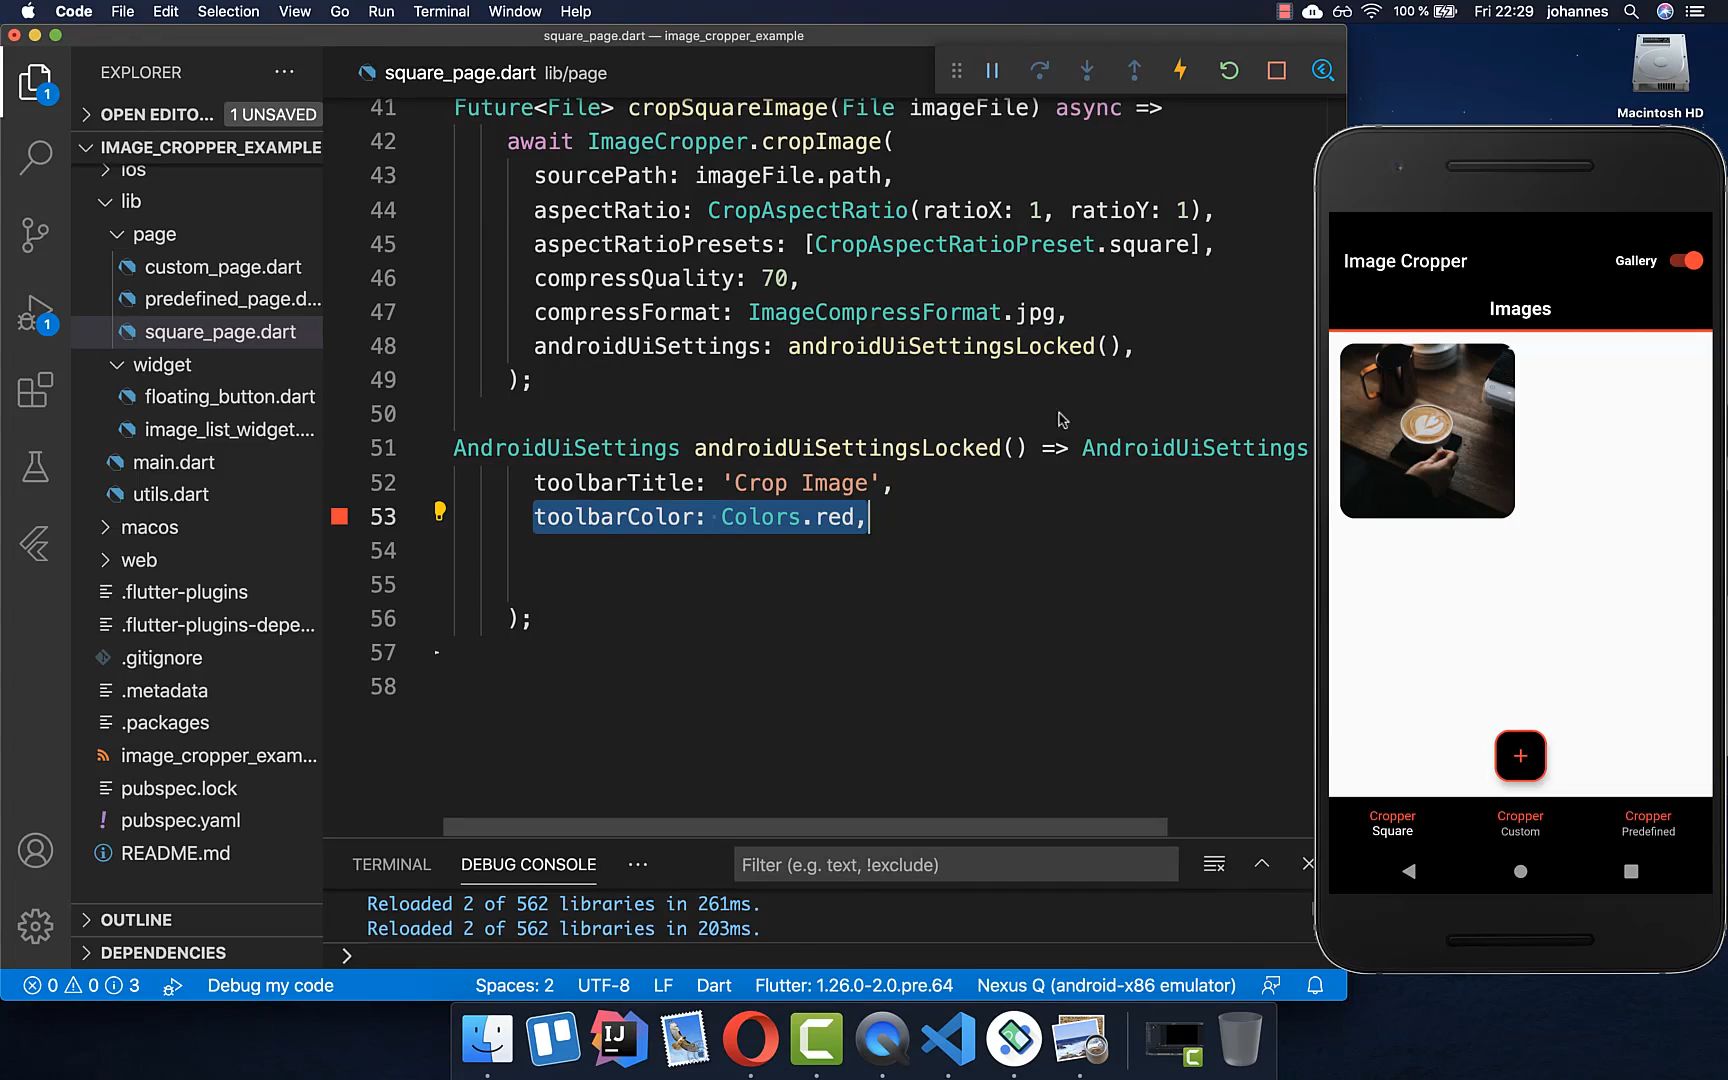 Code File Edit Selection View Go Run Terminal Window Help 100 % Fri 22:29 johannes
square_page.dart — image_cropper_example
Macintosh HD
EXPLORER
OPEN EDITO... 1 UNSAVED
IMAGE_CROPPER_EXAMPLE
ios
lib
page
custom_page.dart
predefined_page.d...
square_page.dart
widget
floating_button.dart
image_list_widget....
main.dart
utils.dart
macos
web
.flutter-plugins
.flutter-plugins-depe...
.gitignore
.metadata
.packages
image_cropper_exam...
pubspec.lock
pubspec.yaml
README.md
OUTLINE
DEPENDENCIES
1
1
square_page.dart lib/page
41 Future<File> cropSquareImage(File imageFile) async =>
42 await ImageCropper.cropImage(
43 sourcePath: imageFile.path,
44 aspectRatio: CropAspectRatio(ratioX: 1, ratioY: 1),
45 aspectRatioPresets: [CropAspectRatioPreset.square],
46 compressQuality: 70,
47 compressFormat: ImageCompressFormat.jpg,
48 androidUiSettings: androidUiSettingsLocked(),
49 );
50
51 AndroidUiSettings androidUiSettingsLocked() => AndroidUiSettings
52 toolbarTitle: 'Crop Image',
53 toolbarColor: Colors.red,
54
55
56 );
57
58
TERMINAL DEBUG CONSOLE Filter (e.g. text, !exclude)
Reloaded 2 of 562 libraries in 261ms.
Reloaded 2 of 562 libraries in 203ms.
0 0 3 Debug my code Spaces: 2 UTF-8 LF Dart Flutter: 1.26.0-2.0.pre.64 Nexus Q (android-x86 emulator)
Image Cropper Gallery
Images
+
Cropper Cropper Cropper
Square Custom Predefined
IJ